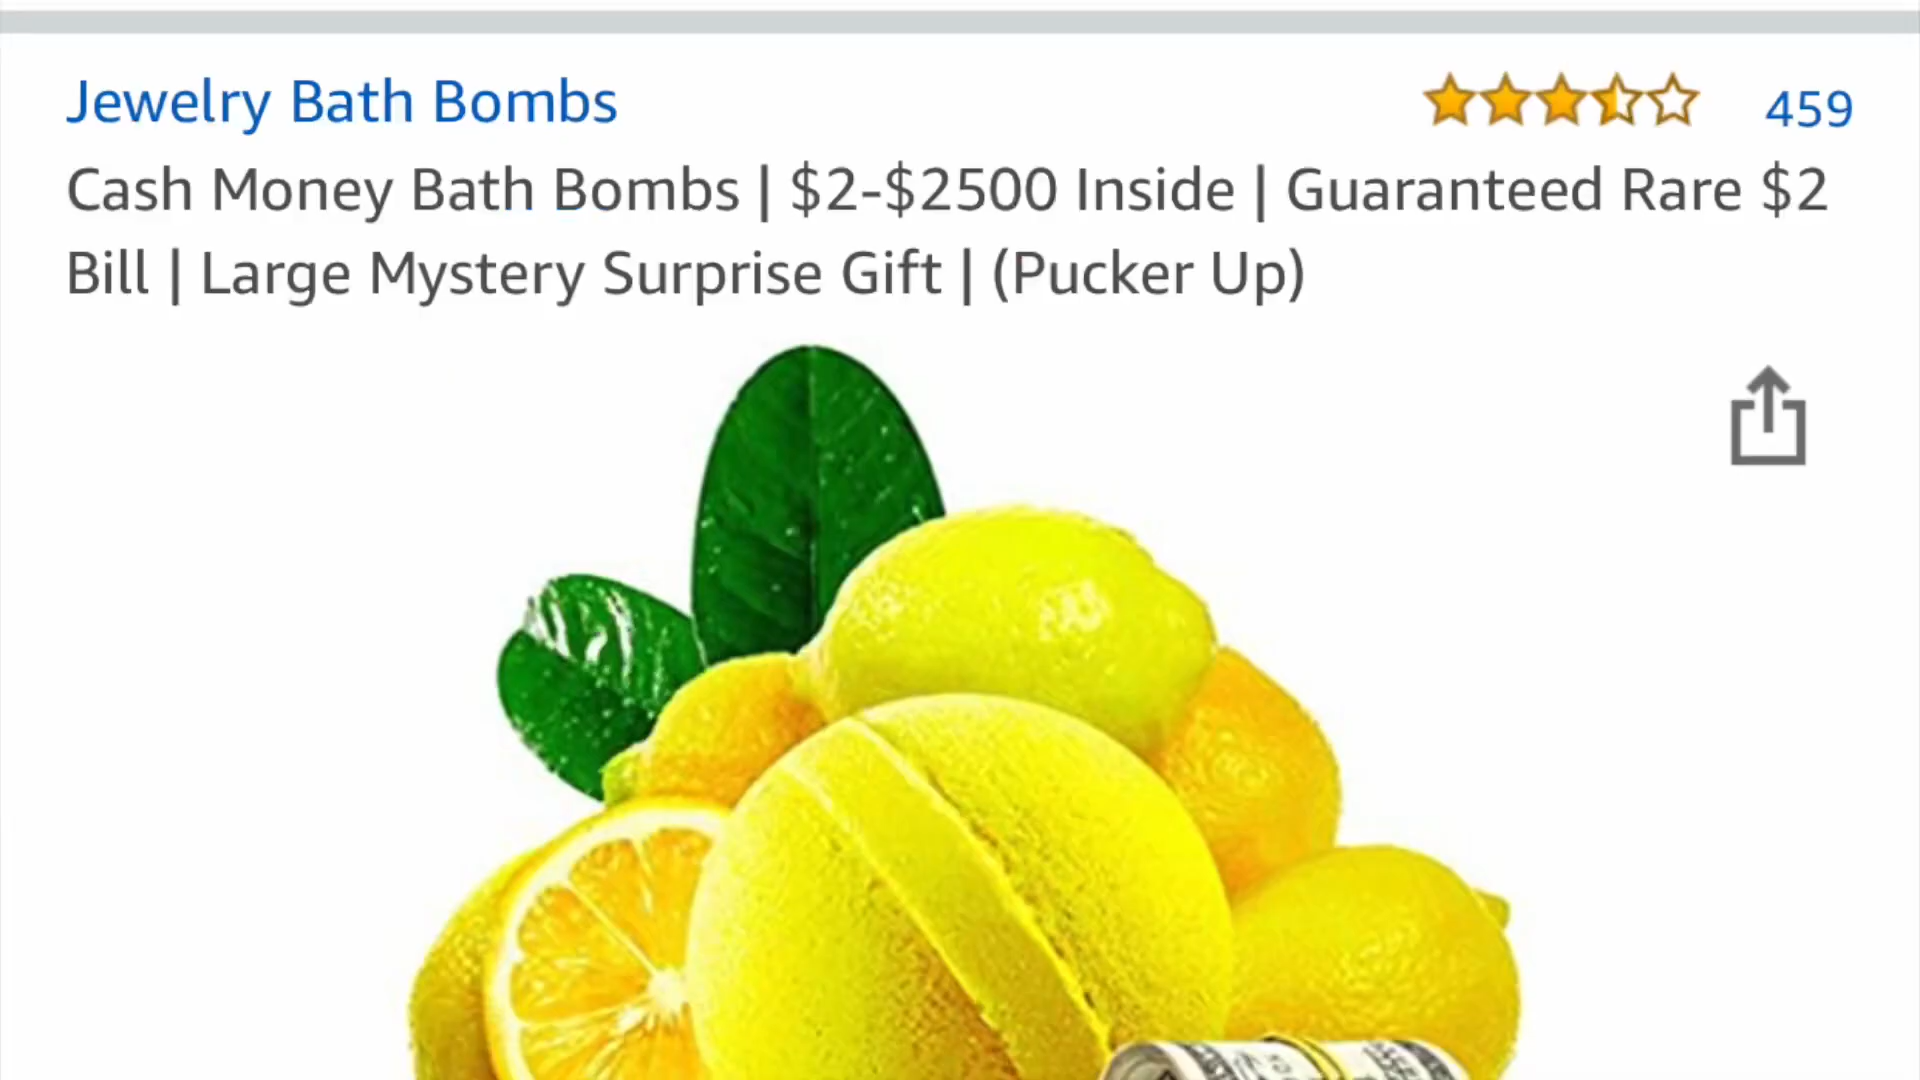 Jewelry Bath Bombs 459
Cash Money Bath Bombs | $2-$2500 Inside | Guaranteed Rare $2
Bill | Large Mystery Surprise Gift | (Pucker Up)